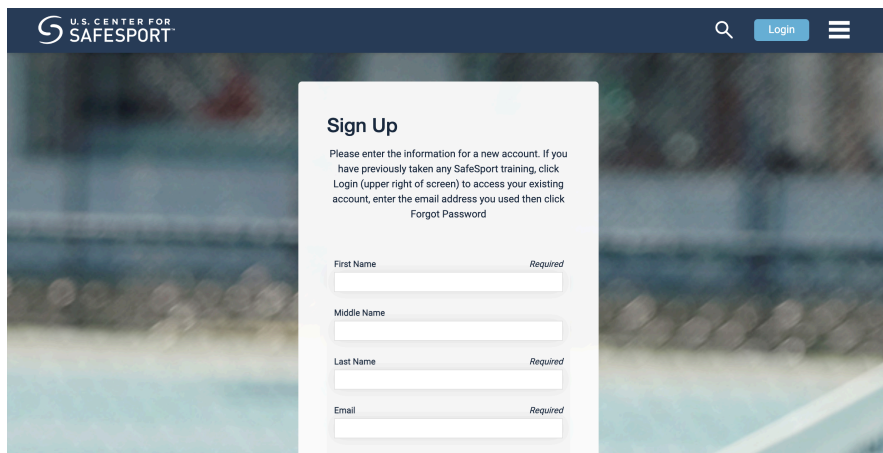 U.S. CENTER FOR
SAFESPORT™
Login
Sign Up
Please enter the information for a new account. If you
have previously taken any SafeSport training, click
Login (upper right of screen) to access your existing
account, enter the email address you used then click
Forgot Password
First Name Required
Middle Name
Last Name Required
Email Required